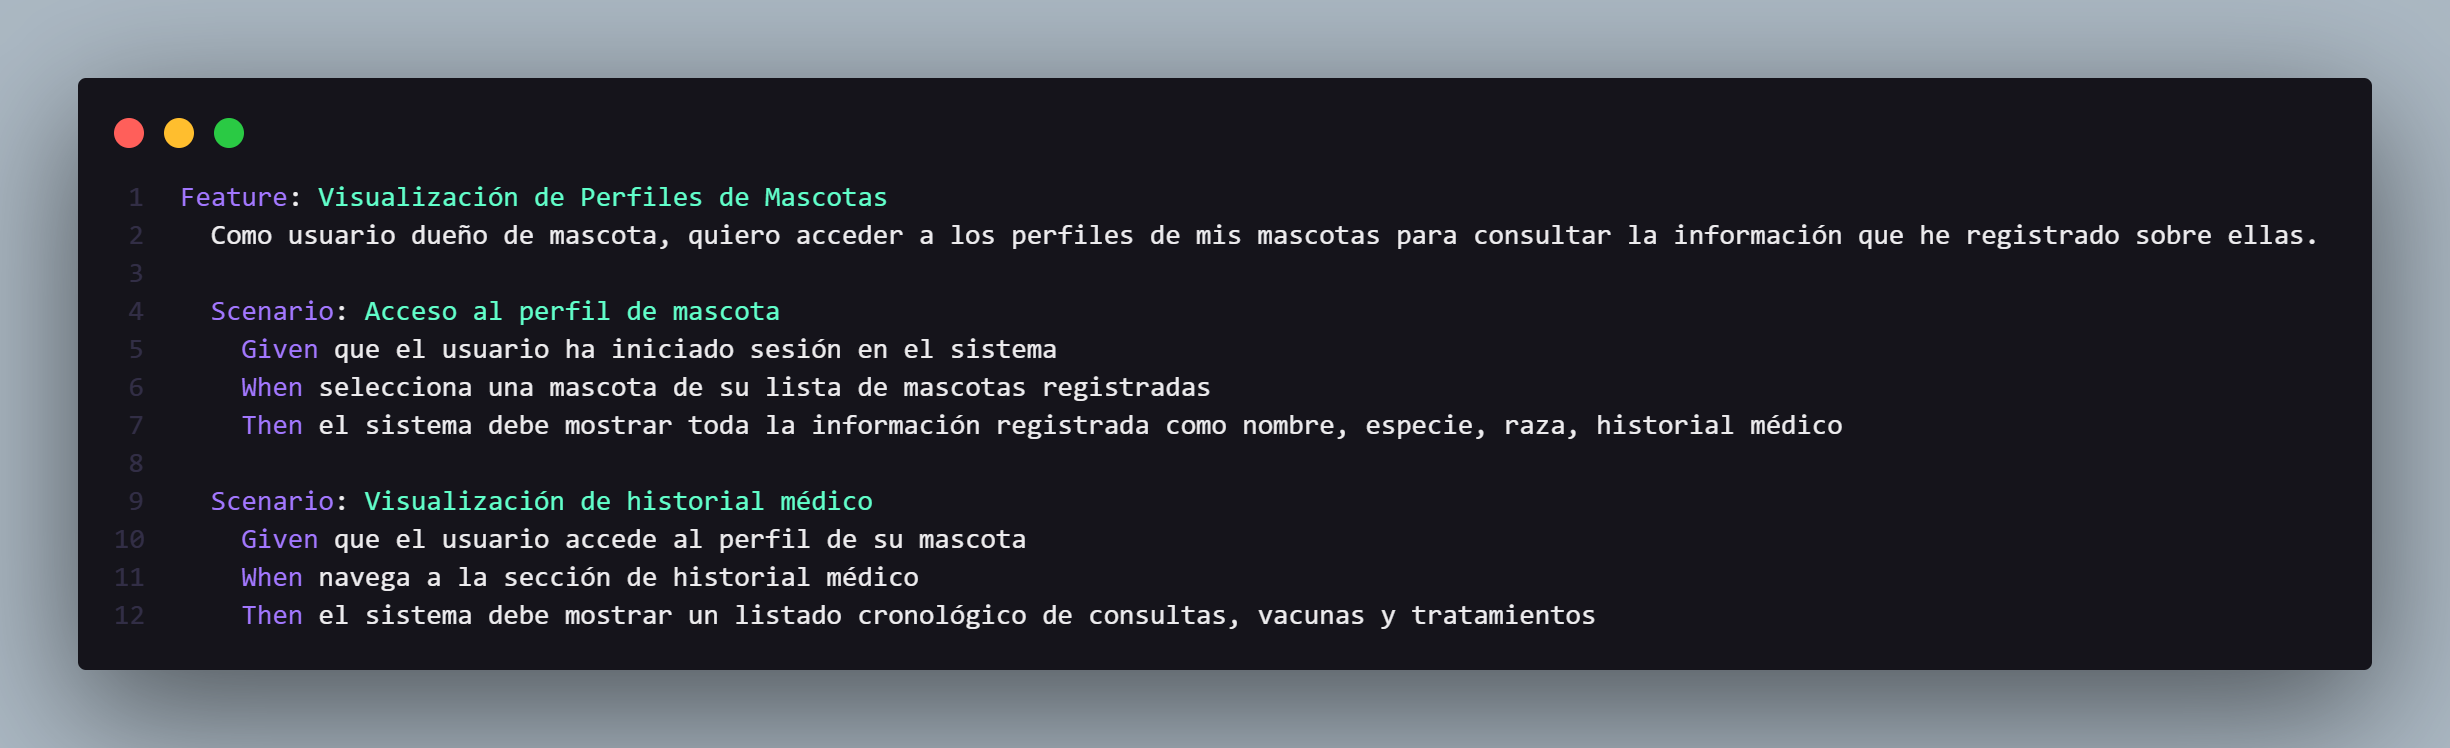 1 Feature: Visualización de Perfiles de Mascotas
2 Como usuario dueño de mascota, quiero acceder a los perfiles de mis mascotas para consultar la información que he registrado sobre ellas.
3
4 Scenario: Acceso al perfil de mascota
5 Given que el usuario ha iniciado sesión en el sistema
6 When selecciona una mascota de su lista de mascotas registradas
7 Then el sistema debe mostrar toda la información registrada como nombre, especie, raza, historial médico
8
9 Scenario: Visualización de historial médico
10 Given que el usuario accede al perfil de su mascota
11 When navega a la sección de historial médico
12 Then el sistema debe mostrar un listado cronológico de consultas, vacunas y tratamientos